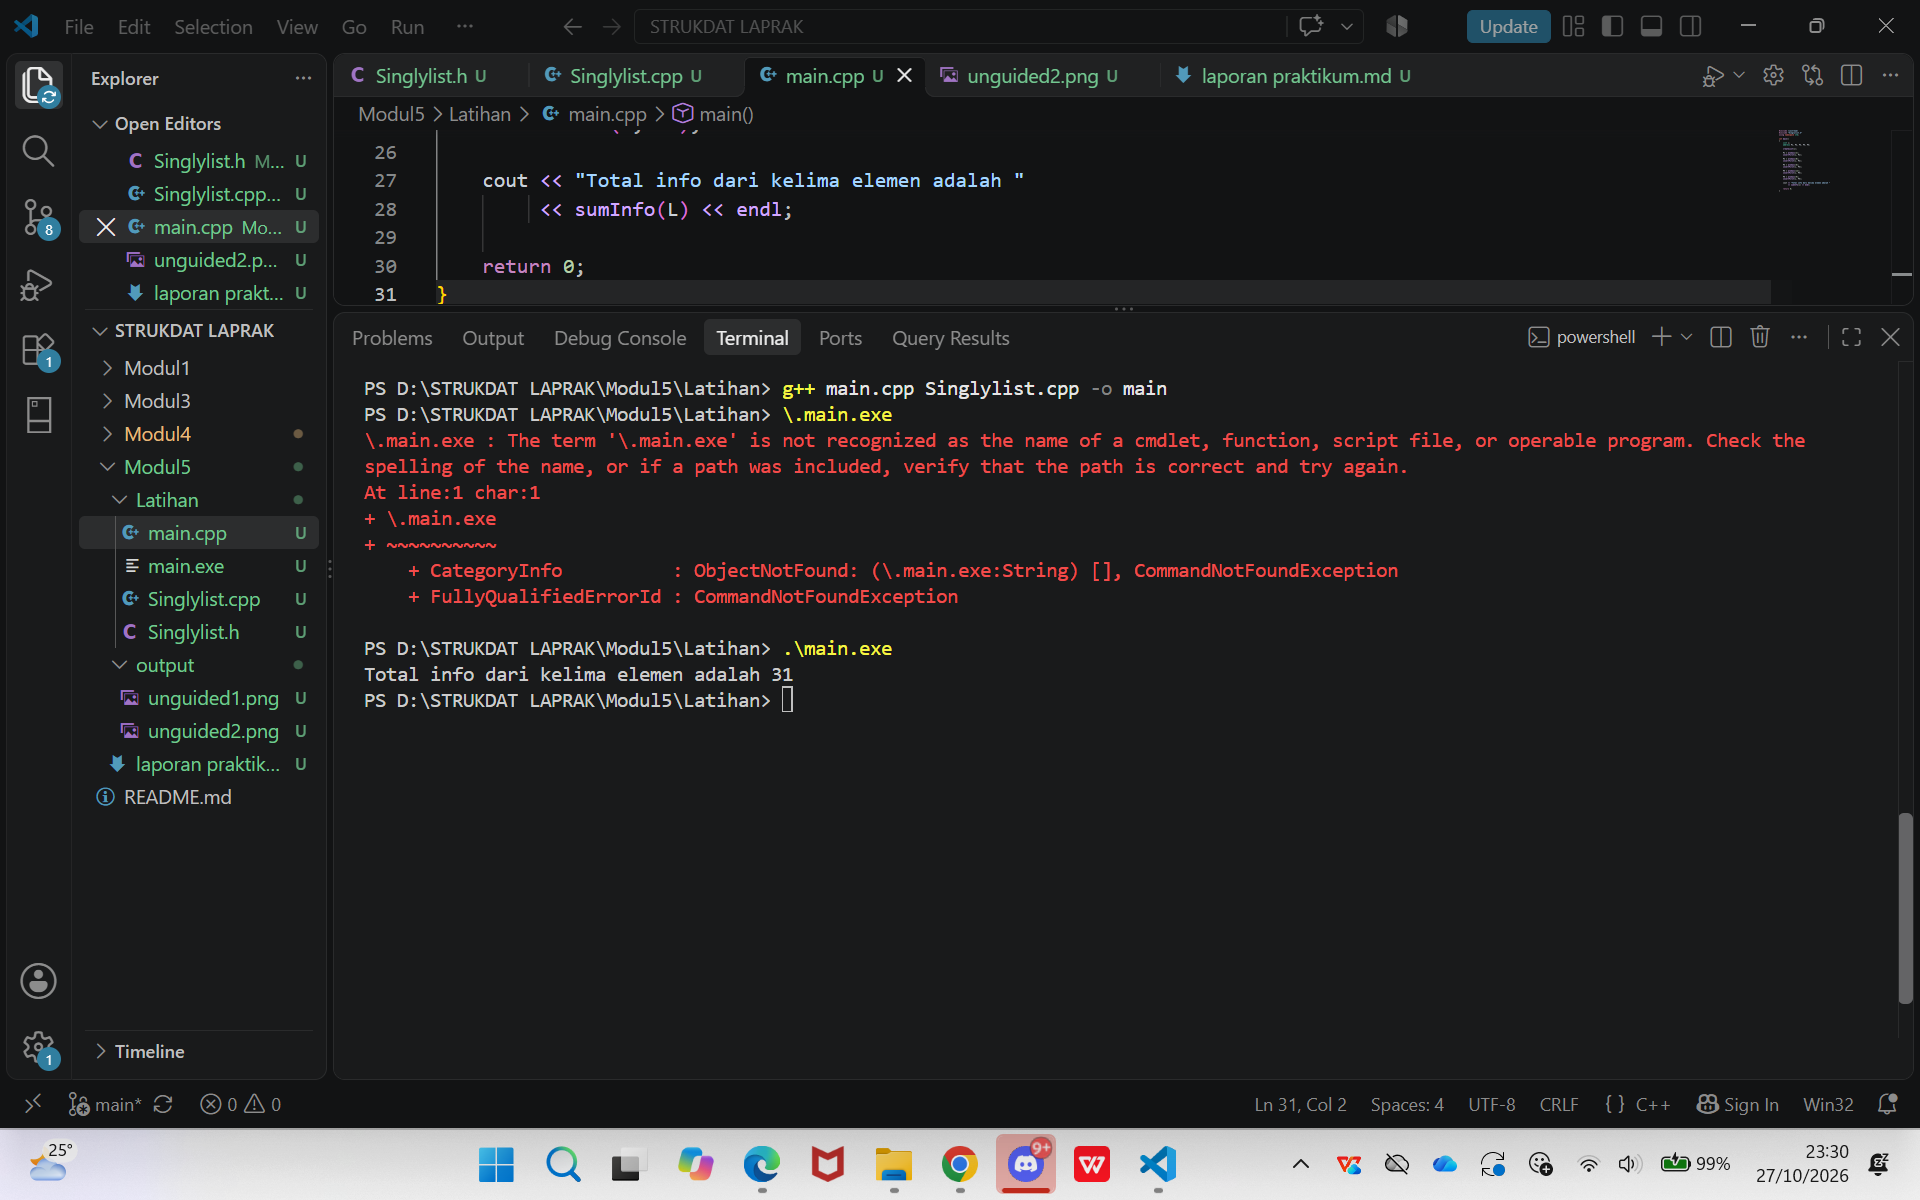 File Edit Selection View Go Run ··· STRUKDAT LAPRAK Update
Explorer ···
Open Editors
Singlylist.h M... U
Singlylist.cpp... U
main.cpp Mo... U
unguided2.p... U
laporan prakt... U
STRUKDAT LAPRAK
Modul1
Modul3
Modul4
Modul5
Latihan
main.cpp U
main.exe U
Singlylist.cpp U
Singlylist.h U
output
unguided1.png U
unguided2.png U
laporan praktik... U
README.md
Timeline
8
1
1
Singlylist.h U Singlylist.cpp U main.cpp U unguided2.png U laporan praktikum.md U
Modul5 > Latihan > main.cpp > main()
26
27 cout << "Total info dari kelima elemen adalah "
28 << sumInfo(L) << endl;
29
30 return 0;
31 }
Problems Output Debug Console Terminal Ports Query Results powershell
PS D:\STRUKDAT LAPRAK\Modul5\Latihan> g++ main.cpp Singlylist.cpp -o main
PS D:\STRUKDAT LAPRAK\Modul5\Latihan> \.main.exe
\.main.exe : The term '\.main.exe' is not recognized as the name of a cmdlet, function, script file, or operable program. Check the
spelling of the name, or if a path was included, verify that the path is correct and try again.
At line:1 char:1
+ \.main.exe
+ ~~~~~~~~~~
+ CategoryInfo : ObjectNotFound: (\.main.exe:String) [], CommandNotFoundException
+ FullyQualifiedErrorId : CommandNotFoundException
PS D:\STRUKDAT LAPRAK\Modul5\Latihan> .\main.exe
Total info dari kelima elemen adalah 31
PS D:\STRUKDAT LAPRAK\Modul5\Latihan>
main* 0 0 Ln 31, Col 2 Spaces: 4 UTF-8 CRLF { } C++ Sign In Win32
25° 9+ 99% 23:30
27/10/2026